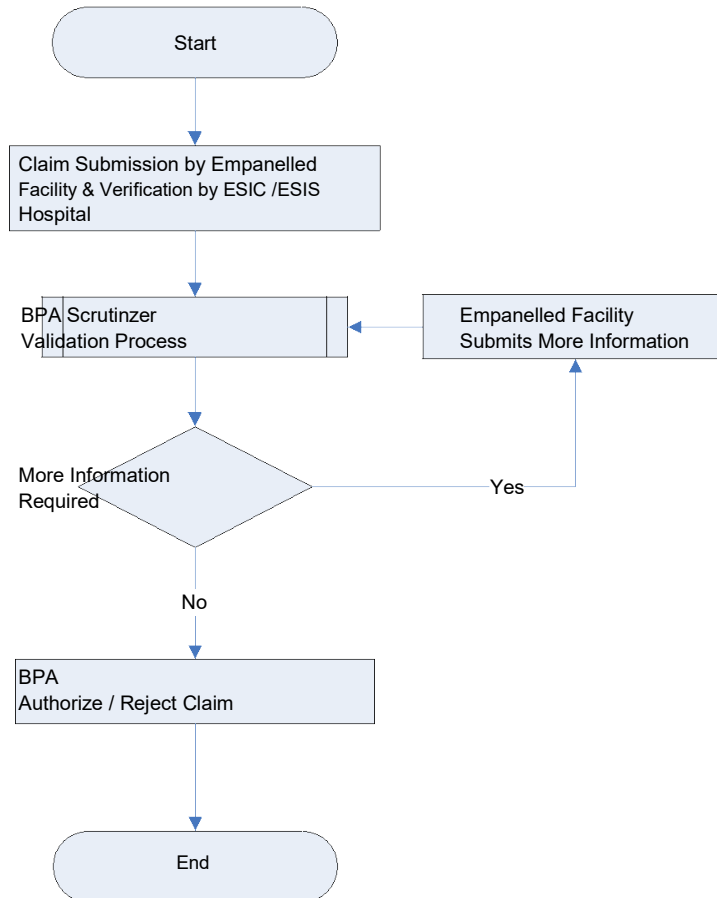 Start
Claim Submission by Empanelled
Facility & Verification by ESIC /ESIS
Hospital
BPA Scrutinzer
Validation Process
Empanelled Facility
Submits More Information
More Information
Required
Yes
No
BPA
Authorize / Reject Claim
End